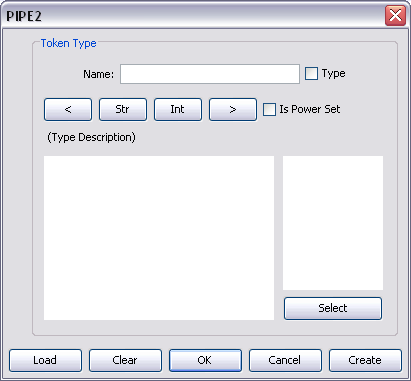 PIPE2
Token Type
Name: Type
< Str Int > Is Power Set
(Type Description)
Select
Load Clear OK Cancel Create